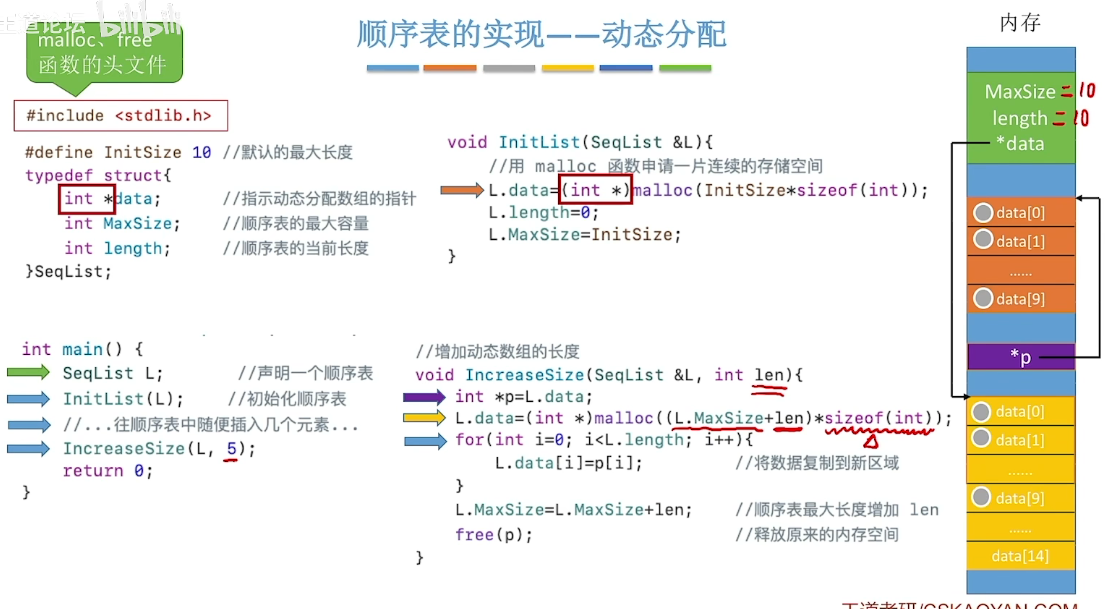 王道论坛 bilibili
malloc、free
函数的头文件
顺序表的实现——动态分配
#include <stdlib.h>
#define InitSize 10 //默认的最大长度
typedef struct{
int *data; //指示动态分配数组的指针
int MaxSize; //顺序表的最大容量
int length; //顺序表的当前长度
}SeqList;
void InitList(SeqList &L){
//用 malloc 函数申请一片连续的存储空间
L.data=(int *)malloc(InitSize*sizeof(int));
L.length=0;
L.MaxSize=InitSize;
}
int main() {
SeqList L; //声明一个顺序表
InitList(L); //初始化顺序表
//...往顺序表中随便插入几个元素...
IncreaseSize(L, 5);
return 0;
}
//增加动态数组的长度
void IncreaseSize(SeqList &L, int len){
int *p=L.data;
L.data=(int *)malloc((L.MaxSize+len)*sizeof(int));
for(int i=0; i<L.length; i++){
L.data[i]=p[i]; //将数据复制到新区域
}
L.MaxSize=L.MaxSize+len; //顺序表最大长度增加 len
free(p); //释放原来的内存空间
}
内存
MaxSize =10
length =10
*data
data[0]
data[1]
……
data[9]
*p
data[0]
data[1]
……
data[9]
……
data[14]
王道考研/CSKAOYAN.COM